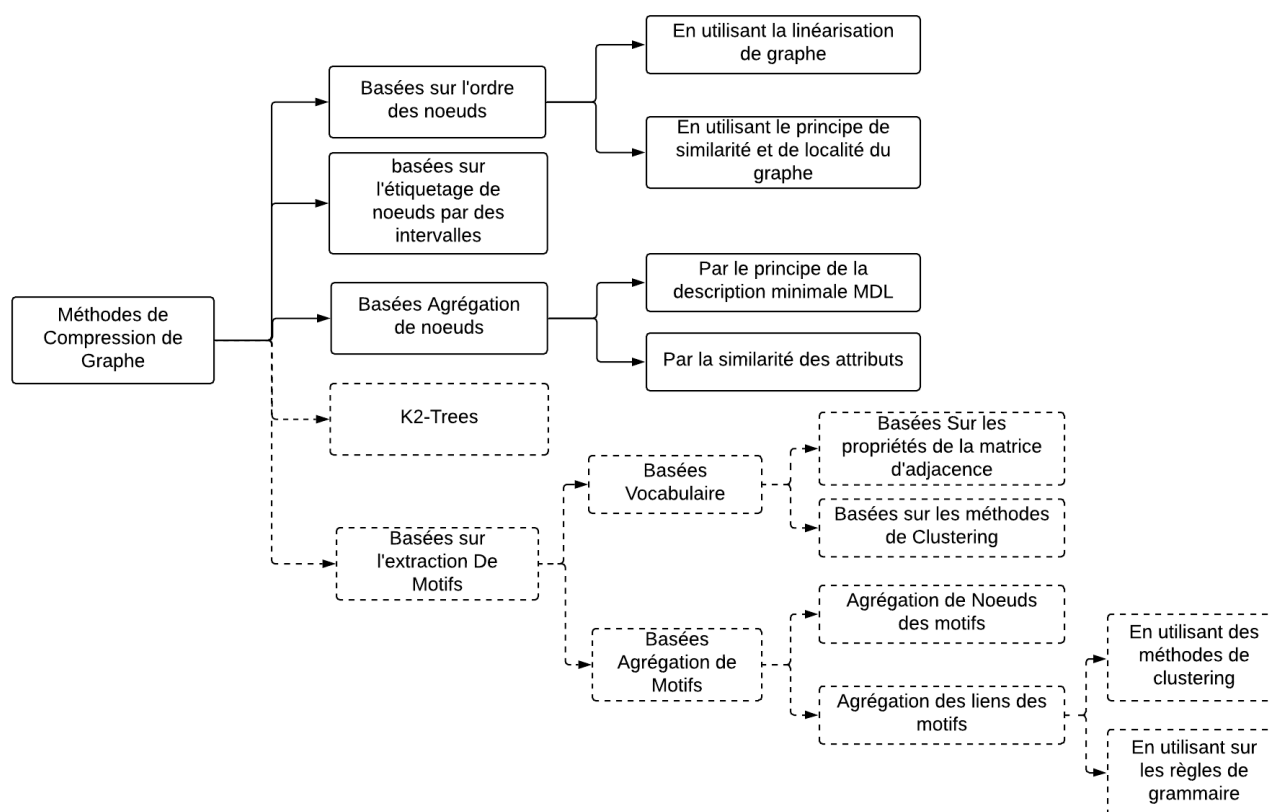 En utilisant la linéarisation
de graphe
Basées sur l'ordre
des noeuds
En utilisant le principe de
similarité et de localité du
graphe
basées sur
l'étiquetage de
noeuds par des
intervalles
Par le principe de la
description minimale MDL
Basées Agrégation
de noeuds
Méthodes de
Compression de
Graphe
Par la similarité des attributs
K2-Trees
Basées Sur les
propriétés de la matrice
d'adjacence
Basées
Vocabulaire
Basées sur les méthodes
de Clustering
Basées sur
l'extraction De
Motifs
Agrégation de Noeuds
des motifs
Basées
Agrégation de
Motifs
En utilisant des
méthodes de
clustering
Agrégation des liens des
motifs
En utilisant sur
les règles de
grammaire